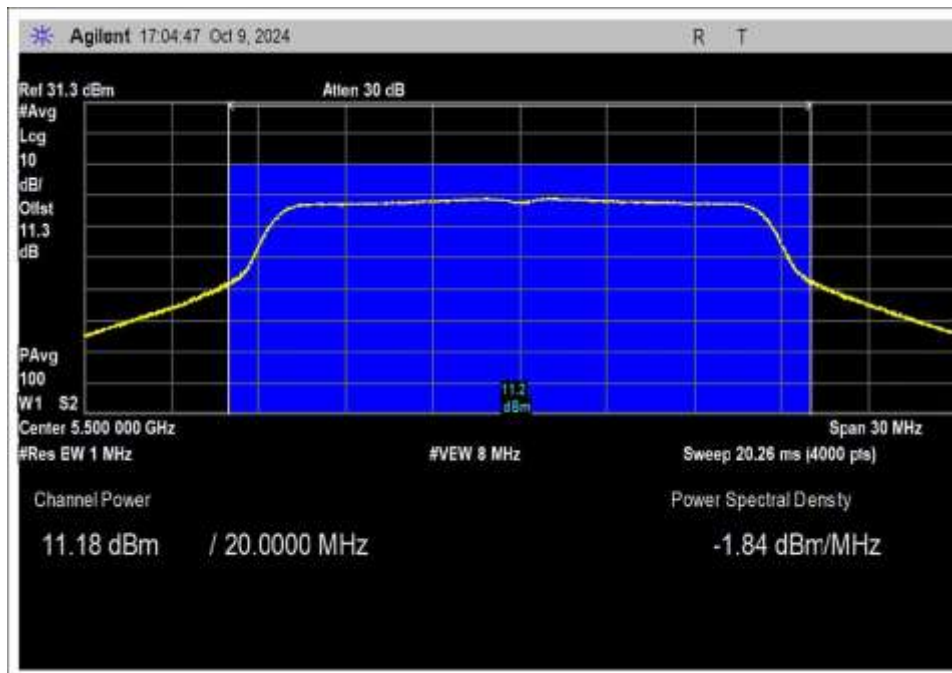 Agilent 17:04:47 Oct 9, 2024 R T
Ref 31.3 dBm Atten 30 dB
#Avg
Log
10
dB/
Offst
11.3
dB
PAvg
100
W1 S2
11.2
dBm
Center 5.500 000 GHz Span 30 MHz
#Res BW 1 MHz #VBW 8 MHz Sweep 20.26 ms (4000 pts)
Channel Power Power Spectral Density
11.18 dBm / 20.0000 MHz -1.84 dBm/MHz